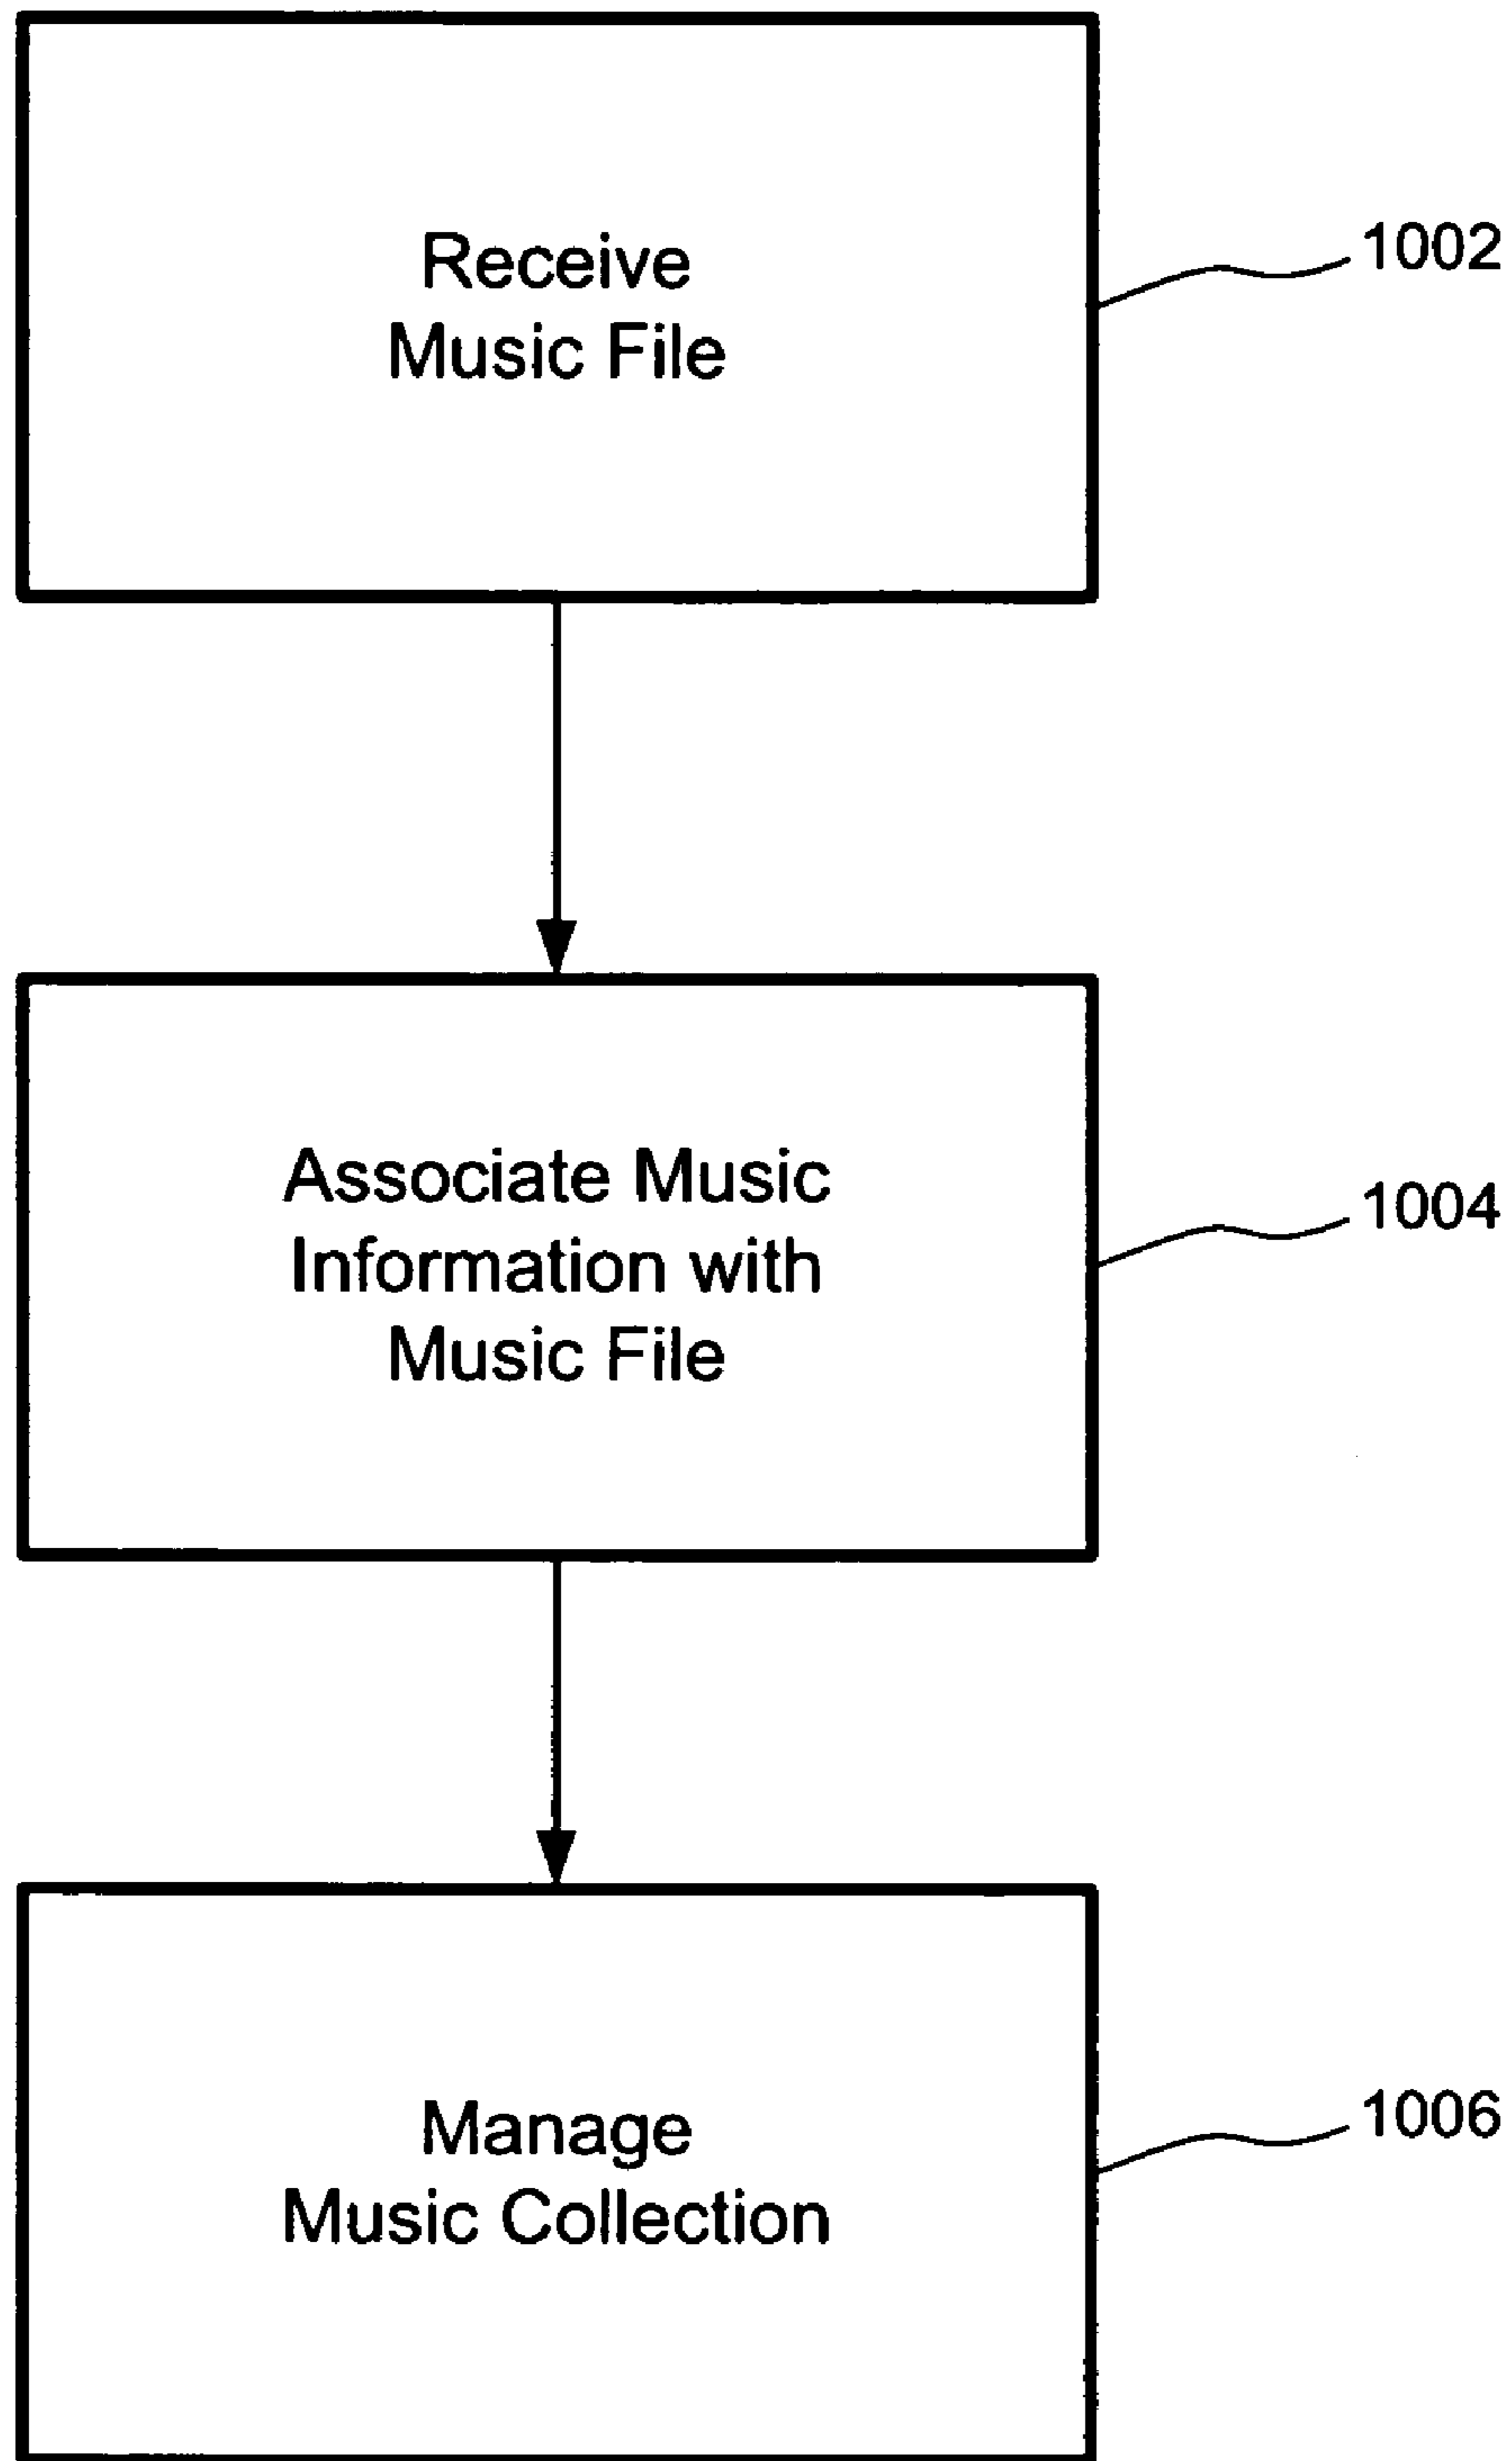 Receive
Music File
1002
Associate Music
Information with
Music File
1004
Manage
Music Collection
1006